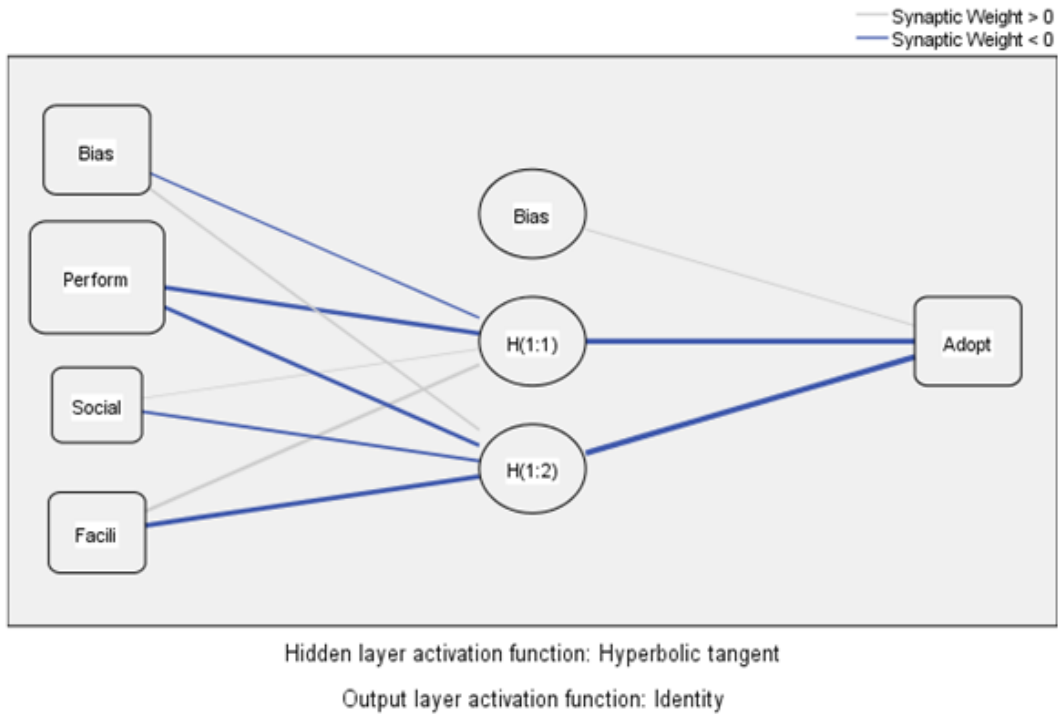 Synaptic Weight > 0
Synaptic Weight < 0
Bias
Bias
Perform
H(1:1)
Adopt
Social
H(1:2)
Facili
Hidden layer activation function: Hyperbolic tangent
Output layer activation function: Identity